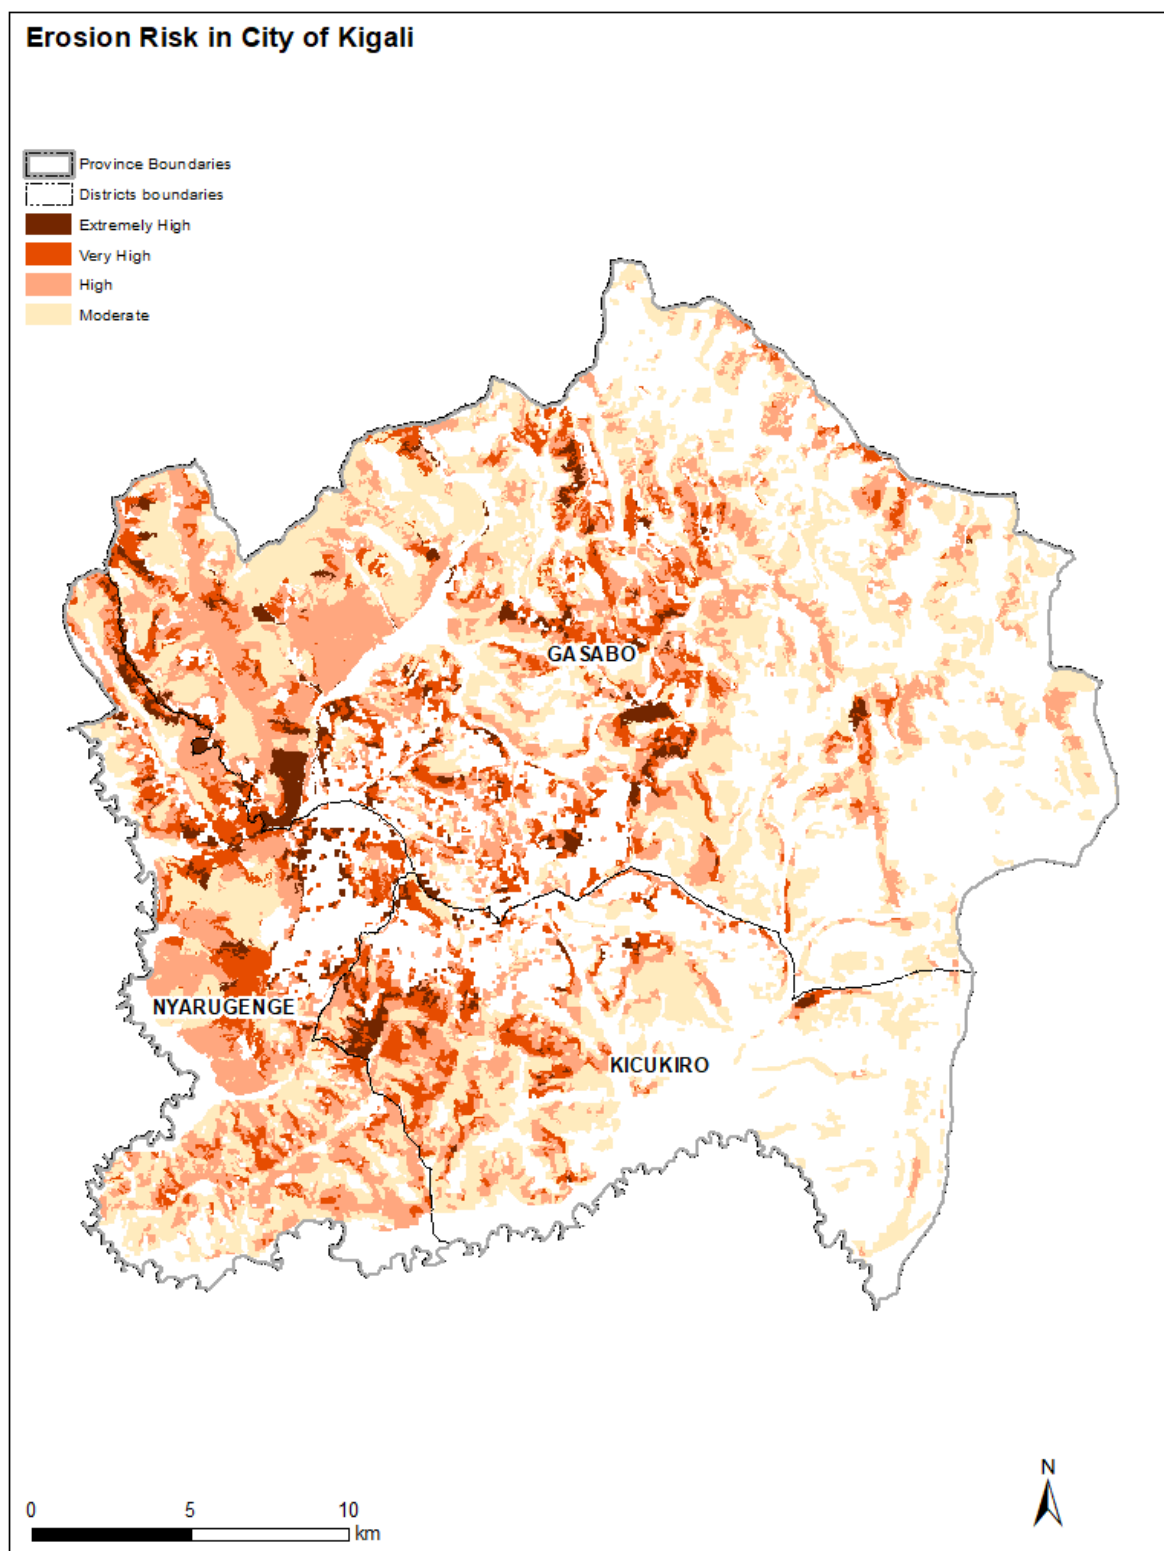 Erosion Risk in City of Kigali
Province Boundaries
Districts boundaries
Extremely High
Very High
High
Moderate
GASABO
NYARUGENGE
KICUKIRO
N
0 5 10
km